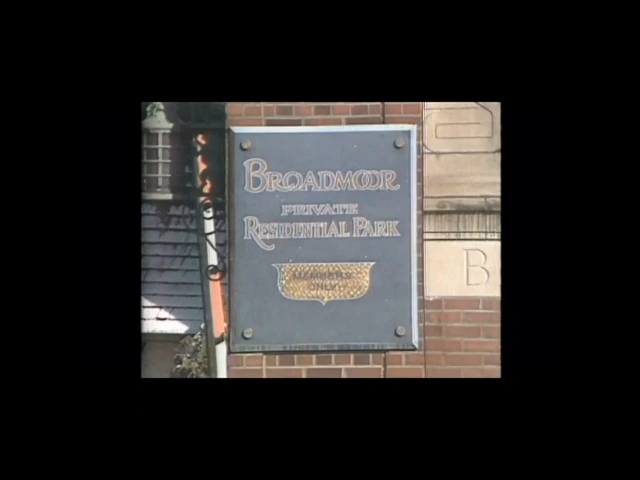 BROADMOOR
PRIVATE
RESIDENTIAL PARK
MEMBERS
ONLY
B